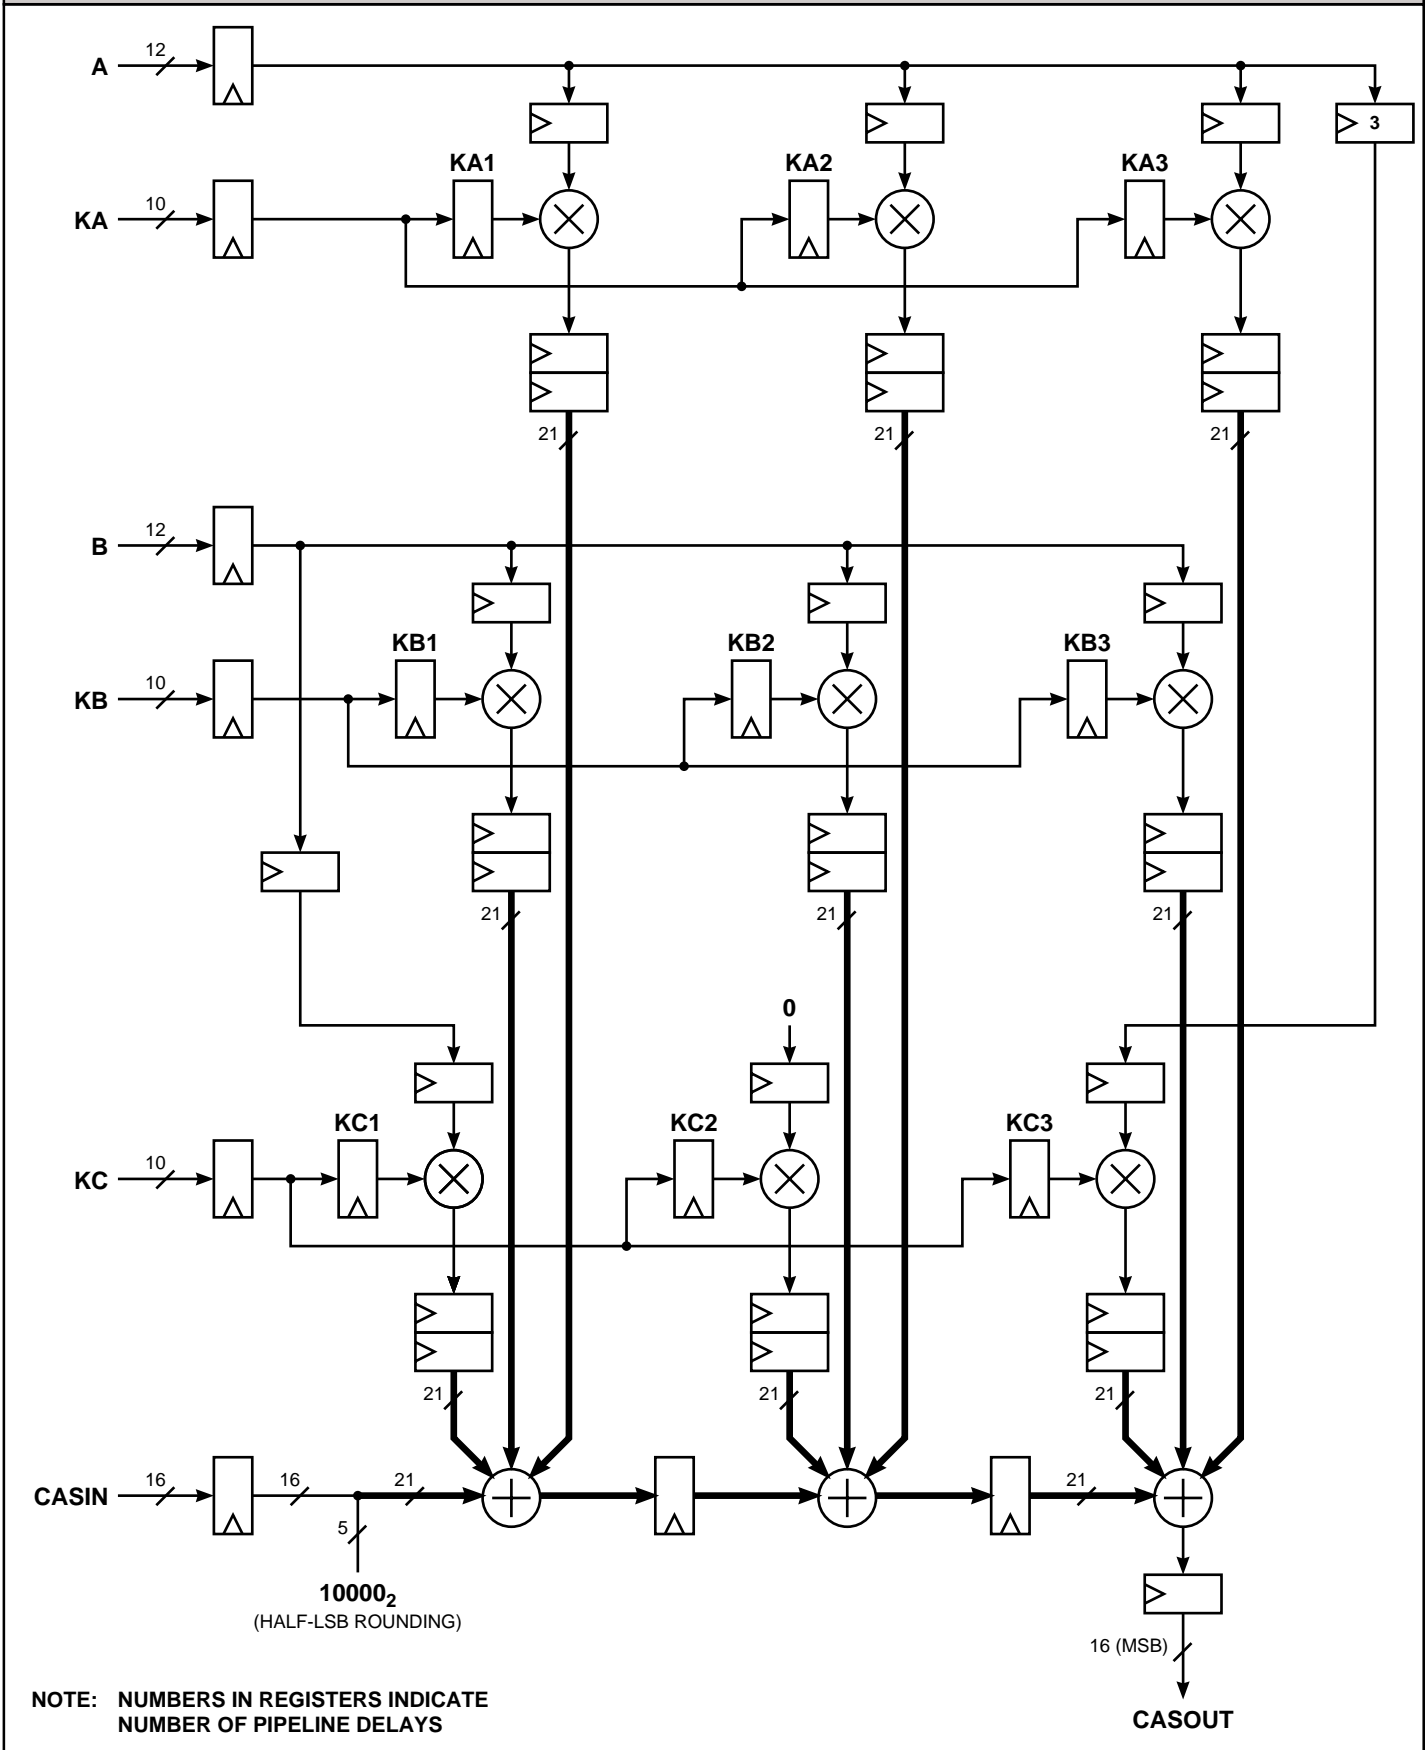 12
A
3
KA1
KA2
KA3
10
KA
21
21
21
12
B
KB1
KB2
KB3
10
KB
21
21
21
0
KC1
KC2
KC3
10
KC
21
21
21
16
16
21
21
CASIN
5
10000₂
(HALF-LSB ROUNDING)
16 (MSB)
NOTE: NUMBERS IN REGISTERS INDICATE
NUMBER OF PIPELINE DELAYS
CASOUT